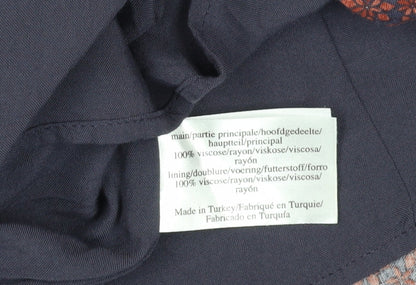 main/partie principale/hoofdgedeelte/
hauptteil/principal
100% viscose/rayon/viskose/viscosa/
rayón
lining/doublure/voering/futterstoff/forro
100% viscose/rayon/viskose/viscosa/
rayón
Made in Turkey/Fabriqué en Turquie/
Fabricado en Turquía